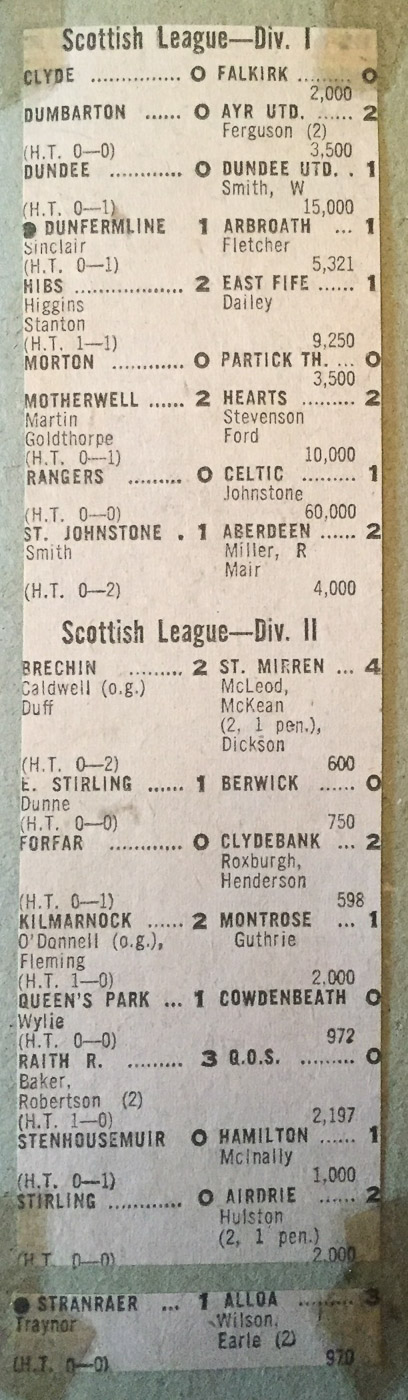 Scottish League—Div. I
CLYDE .............. 0 FALKIRK ........ 0
2,000
DUMBARTON ...... 0 AYR UTD. ...... 2
Ferguson (2)
(H.T. 0—0) 3,500
DUNDEE ............ 0 DUNDEE UTD. . 1
Smith, W
(H.T. 0—1) 15,000
● DUNFERMLINE 1 ARBROATH ... 1
Sinclair Fletcher
(H.T. 0—1) 5,321
HIBS ................. 2 EAST FIFE ...... 1
Higgins Dailey
Stanton
(H.T. 1—1) 9,250
MORTON ........... 0 PARTICK TH. ... 0
3,500
MOTHERWELL ...... 2 HEARTS ......... 2
Martin Stevenson
Goldthorpe Ford
(H.T. 0—1) 10,000
RANGERS ......... 0 CELTIC ......... 1
Johnstone
(H.T. 0—0) 60,000
ST. JOHNSTONE . 1 ABERDEEN ...... 2
Smith Miller, R
Mair
(H.T. 0—2) 4,000
Scottish League—Div. II
BRECHIN ......... 2 ST. MIRREN ... 4
Caldwell (o.g.) McLeod,
Duff McKean
(2, 1 pen.),
Dickson
(H.T. 0—2) 600
E. STIRLING ...... 1 BERWICK ...... 0
Dunne
(H.T. 0—0) 750
FORFAR ............ 0 CLYDEBANK ... 2
Roxburgh,
Henderson
(H.T. 0—1) 598
KILMARNOCK ...... 2 MONTROSE ... 1
O'Donnell (o.g.), Guthrie
Fleming
(H.T. 1—0) 2,000
QUEEN'S PARK ... 1 COWDENBEATH 0
Wylie
(H.T. 0—0) 972
RAITH R. ......... 3 Q.O.S. ......... 0
Baker,
Robertson (2)
(H.T. 1—0) 2,197
STENHOUSEMUIR 0 HAMILTON ...... 1
McInally
(H.T. 0—1) 1,000
STIRLING ............ 0 AIRDRIE ...... 2
Hulston
(2, 1 pen.)
(H.T. 0—0) 2,000
● STRANRAER ... 1 ALLOA ......... 3
Traynor Wilson,
Earle (2)
(H.T. 0—0) 970